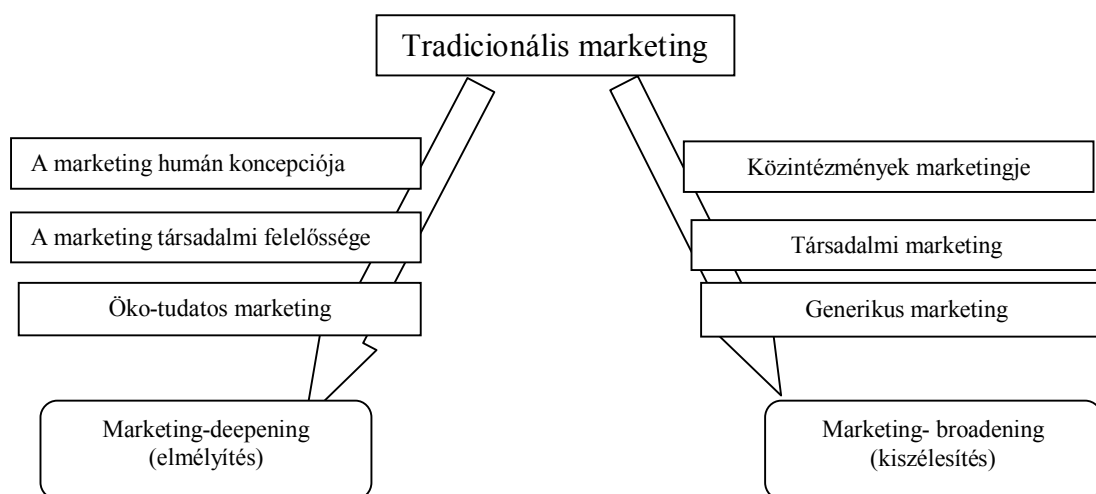 Tradicionális marketing
A marketing humán koncepciója
A marketing társadalmi felelőssége
Öko-tudatos marketing
Marketing-deepening
(elmélyítés)
Közintézmények marketingje
Társadalmi marketing
Generikus marketing
Marketing- broadening
(kiszélesítés)